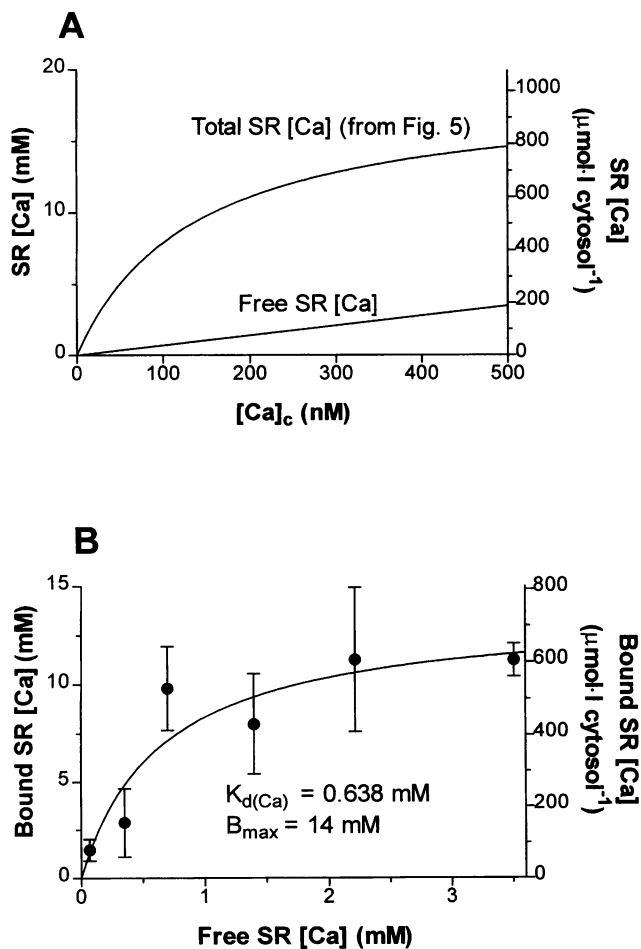 A
20
10
0
SR [Ca] (mM)
Total SR [Ca] (from Fig. 5)
Free SR [Ca]
1000
800
600
400
200
0
SR [Ca]
(μmol·l cytosol⁻¹)
0 100 200 300 400 500
[Ca]c (nM)
B
15
10
5
0
Bound SR [Ca] (mM)
Kd(Ca) = 0.638 mM
Bmax = 14 mM
800
600
400
200
0
Bound SR [Ca]
(μmol·l cytosol⁻¹)
0 1 2 3
Free SR [Ca] (mM)